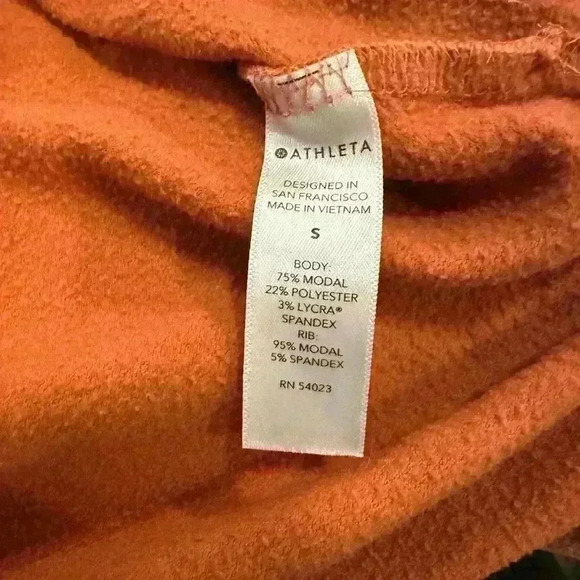 ATHLETA
DESIGNED IN
SAN FRANCISCO
MADE IN VIETNAM
S
BODY:
75% MODAL
22% POLYESTER
3% LYCRA®
SPANDEX
RIB:
95% MODAL
5% SPANDEX
RN 54023